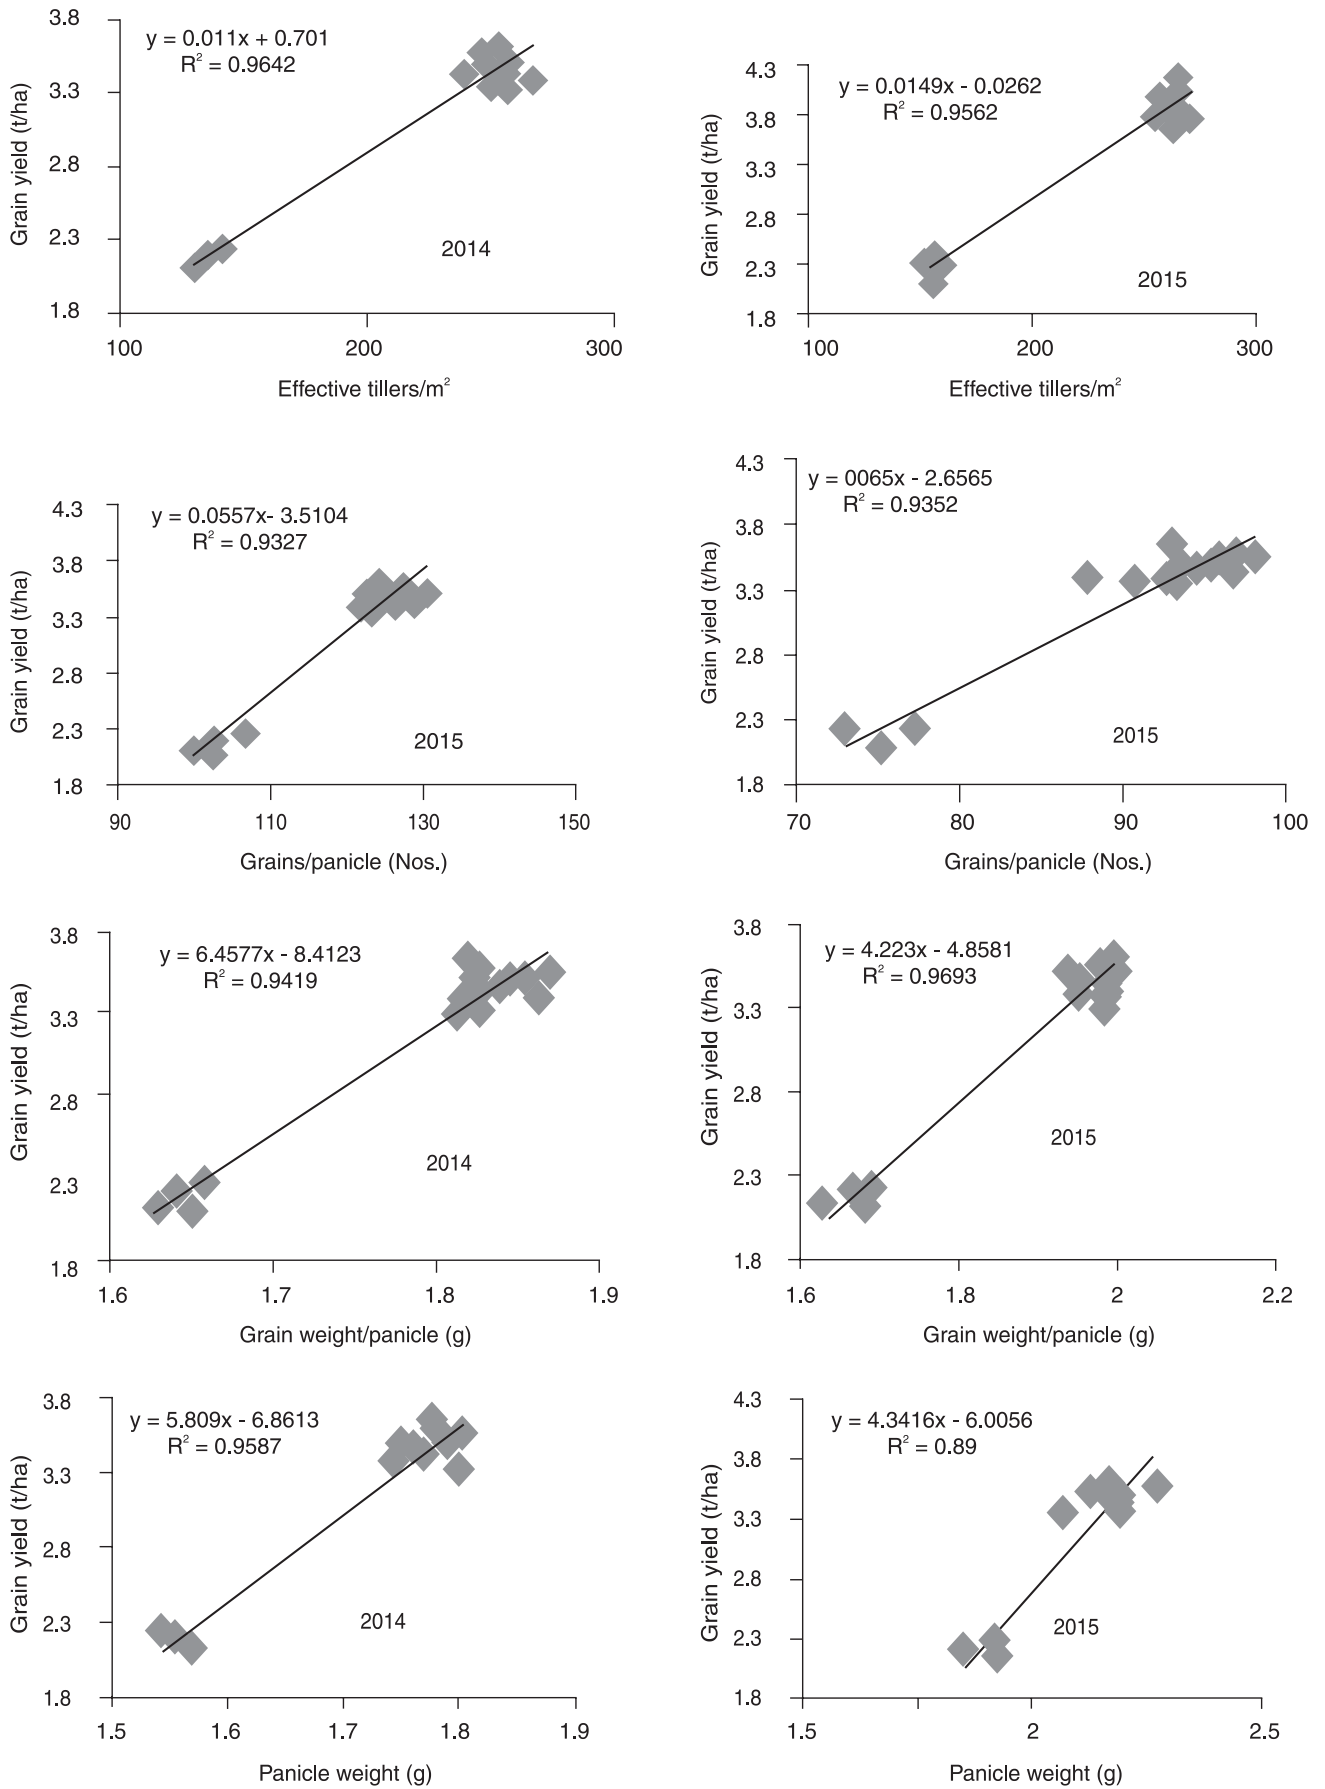 3.8
3.3
2.8
2.3
1.8
Grain yield (t/ha)
y = 0.011x + 0.701
R² = 0.9642
2014
100 200 300
Effective tillers/m²
4.3
3.8
3.3
2.8
2.3
1.8
Grain yield (t/ha)
y = 0.0149x - 0.0262
R² = 0.9562
2015
100 200 300
Effective tillers/m²
4.3
3.8
3.3
2.8
2.3
1.8
Grain yield (t/ha)
y = 0.0557x- 3.5104
R² = 0.9327
2015
90 110 130 150
Grains/panicle (Nos.)
4.3
3.8
3.3
2.8
2.3
1.8
Grain yield (t/ha)
y = 0065x - 2.6565
R² = 0.9352
2015
70 80 90 100
Grains/panicle (Nos.)
3.8
3.3
2.8
2.3
1.8
Grain yield (t/ha)
y = 6.4577x - 8.4123
R² = 0.9419
2014
1.6 1.7 1.8 1.9
Grain weight/panicle (g)
3.8
3.3
2.8
2.3
1.8
Grain yield (t/ha)
y = 4.223x - 4.8581
R² = 0.9693
2015
1.6 1.8 2 2.2
Grain weight/panicle (g)
3.8
3.3
2.8
2.3
1.8
Grain yield (t/ha)
y = 5.809x - 6.8613
R² = 0.9587
2014
1.5 1.6 1.7 1.8 1.9
Panicle weight (g)
4.3
3.8
3.3
2.8
2.3
1.8
Grain yield (t/ha)
y = 4.3416x - 6.0056
R² = 0.89
2015
1.5 2 2.5
Panicle weight (g)